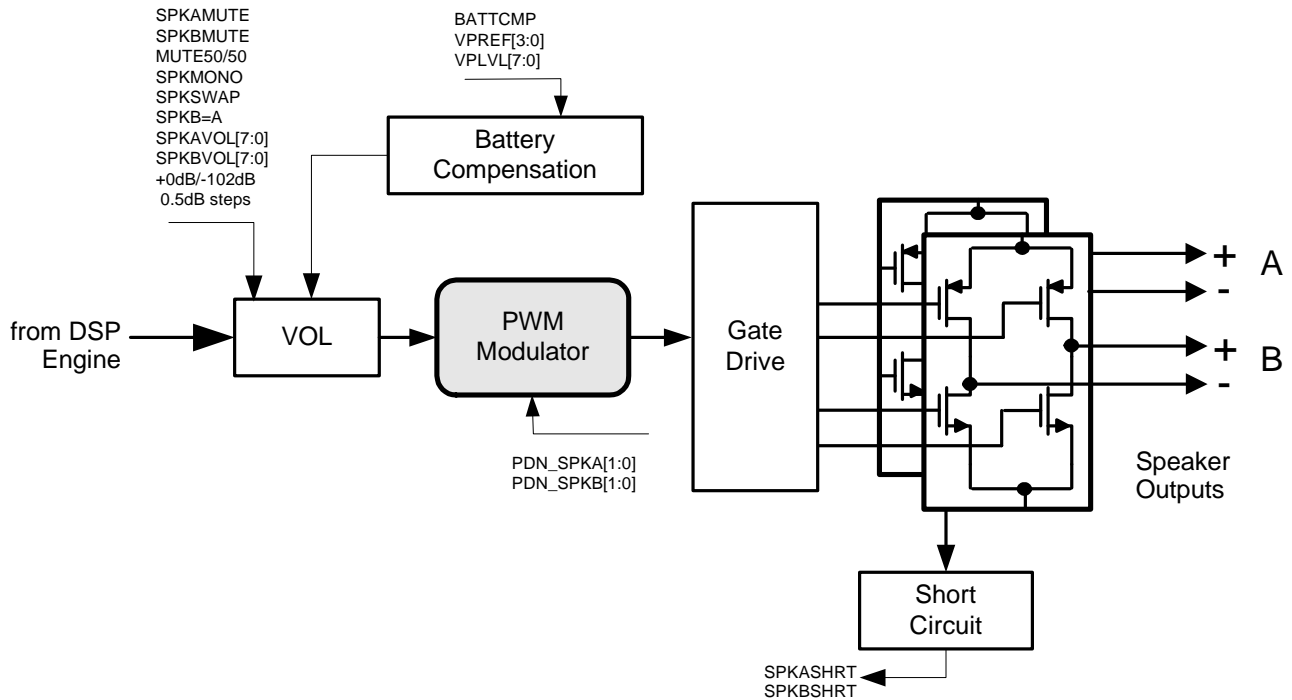 SPKAMUTE
SPKBMUTE
MUTE50/50
SPKMONO
SPKSWAP
SPKB=A
SPKAVOL[7:0]
SPKBVOL[7:0]
+0dB/-102dB
0.5dB steps
BATTCMP
VPREF[3:0]
VPLVL[7:0]
Battery
Compensation
from DSP
Engine
VOL
PWM
Modulator
PDN_SPKA[1:0]
PDN_SPKB[1:0]
Gate
Drive
+
-
A
+
-
B
Speaker
Outputs
Short
Circuit
SPKASHRT
SPKBSHRT